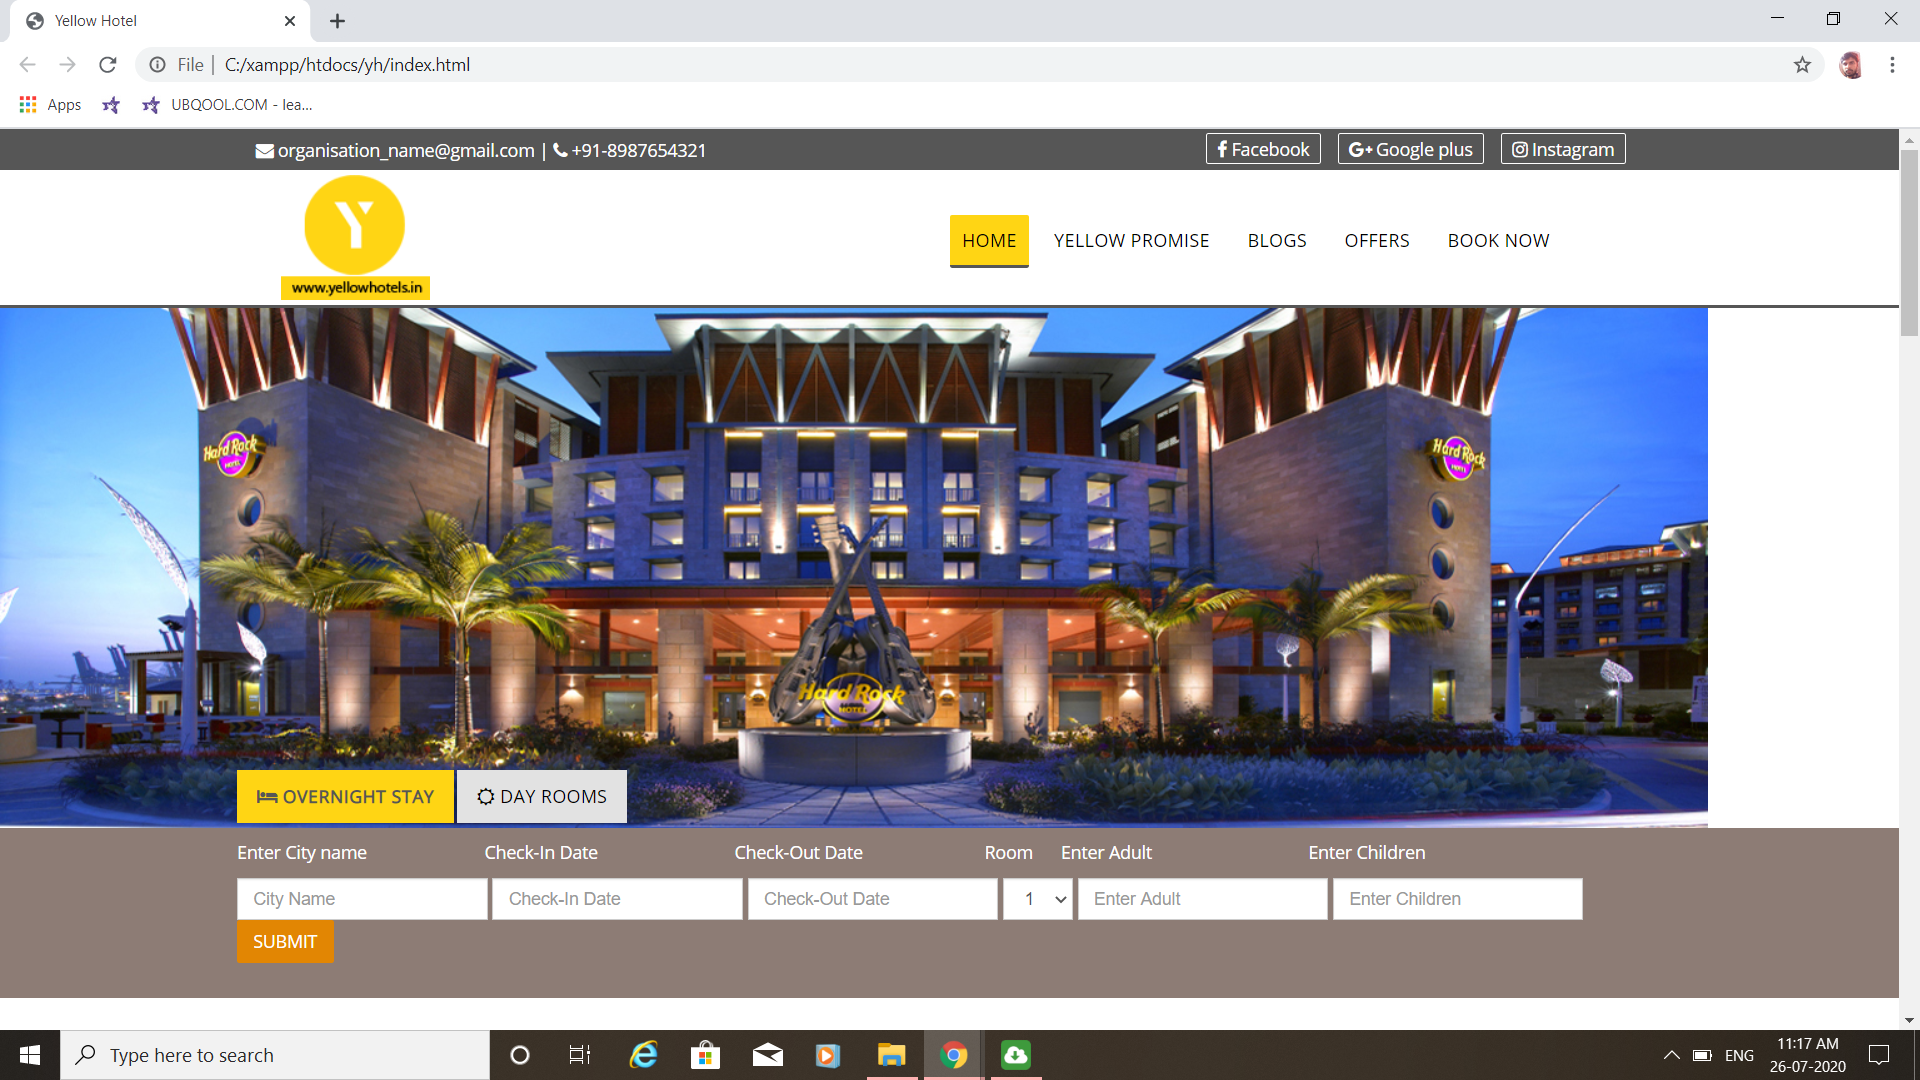 Yellow Hotel
File | C:/xampp/htdocs/yh/index.html
Apps
UBQOOL.COM - lea...
organisation_name@gmail.com | +91-8987654321
Facebook
Google plus
Instagram
Y
www.yellowhotels.in
HOME
YELLOW PROMISE
BLOGS
OFFERS
BOOK NOW
Hard Rock
HOTEL
Hard Rock
HOTEL
Hard Rock
HOTEL
OVERNIGHT STAY
DAY ROOMS
Enter City name
Check-In Date
Check-Out Date
Room
Enter Adult
Enter Children
City Name
Check-In Date
Check-Out Date
1
Enter Adult
Enter Children
SUBMIT
Type here to search
ENG
11:17 AM
26-07-2020